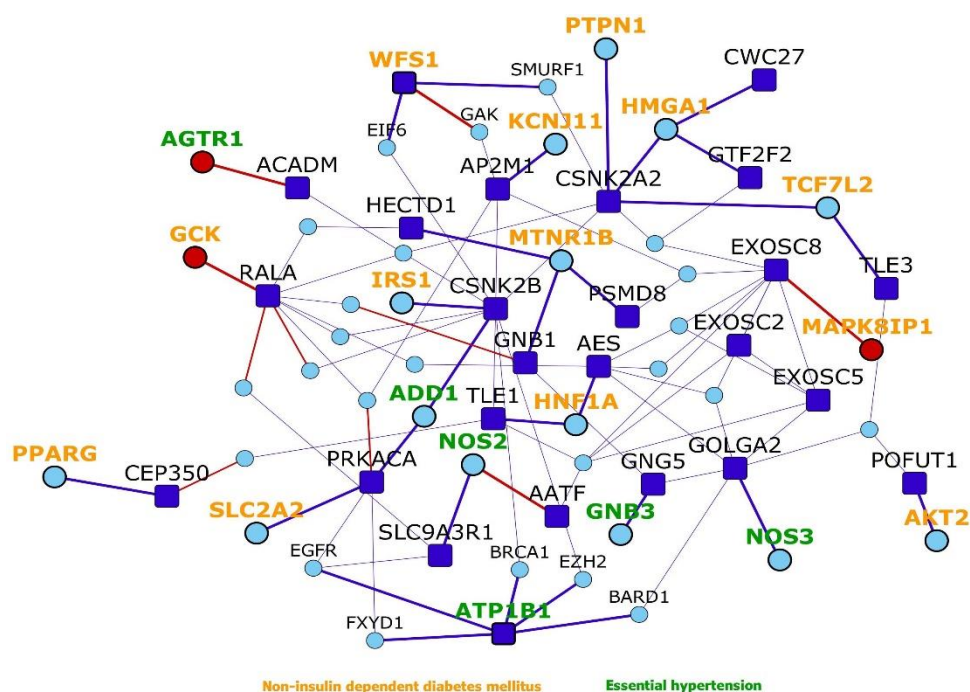 PTPN1
CWC27
WFS1
SMURF1
GAK
KCNJ11
HMGA1
EIF6
AGTR1
ACADM
AP2M1
CSNK2A2
GTF2F2
TCF7L2
HECTD1
GCK
MTNR1B
RALA
EXOSC8
TLE3
IRS1
CSNK2B
PSMD8
EXOSC2
MAPK8IP1
GNB1
AES
EXOSC5
ADD1
TLE1
HNF1A
NOS2
GOLGA2
PPARG
CEP350
PRKACA
GNG5
POFUT1
SLC2A2
AATF
GNB3
AKT2
SLC9A3R1
NOS3
EGFR
BRCA1
EZH2
BARD1
ATP1B1
FXYD1
Non-insulin dependent diabetes mellitus
Essential hypertension